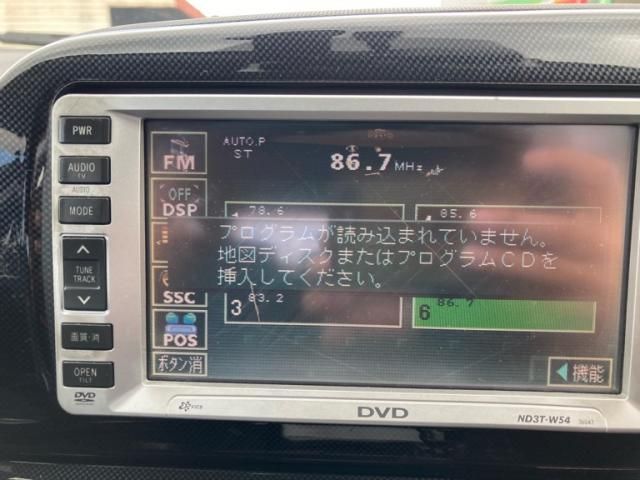 PWR
AUDIO
TV
AUDIO
MODE
TUNE
TRACK
画質・消
OPEN
TILT
DVD
FM
AUTO.P
ST
86.7MHz
OFF
DSP
78.6
85.6
プログラムが読み込まれていません。
地図ディスクまたはプログラムCDを
挿入してください。
SSC
3 83.2
6 86.7
POS
ボタン消
機能
DVD
ND3T-W54